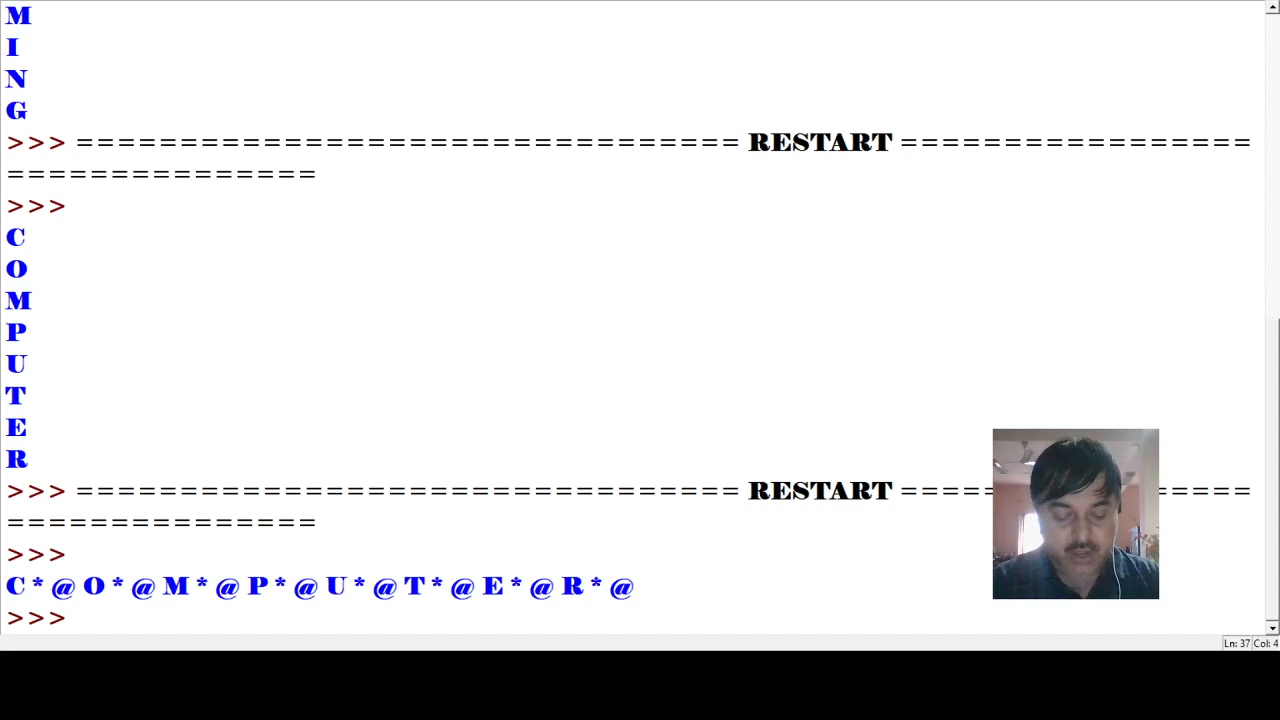 M
I
N
G
>>> ================================ RESTART =================
===============
>>>
C
O
M
P
U
T
E
R
>>> ================================ RESTART ===== =====
===============
>>>
C * @ O * @ M * @ P * @ U * @ T * @ E * @ R * @
>>>
Ln: 37 Col: 4